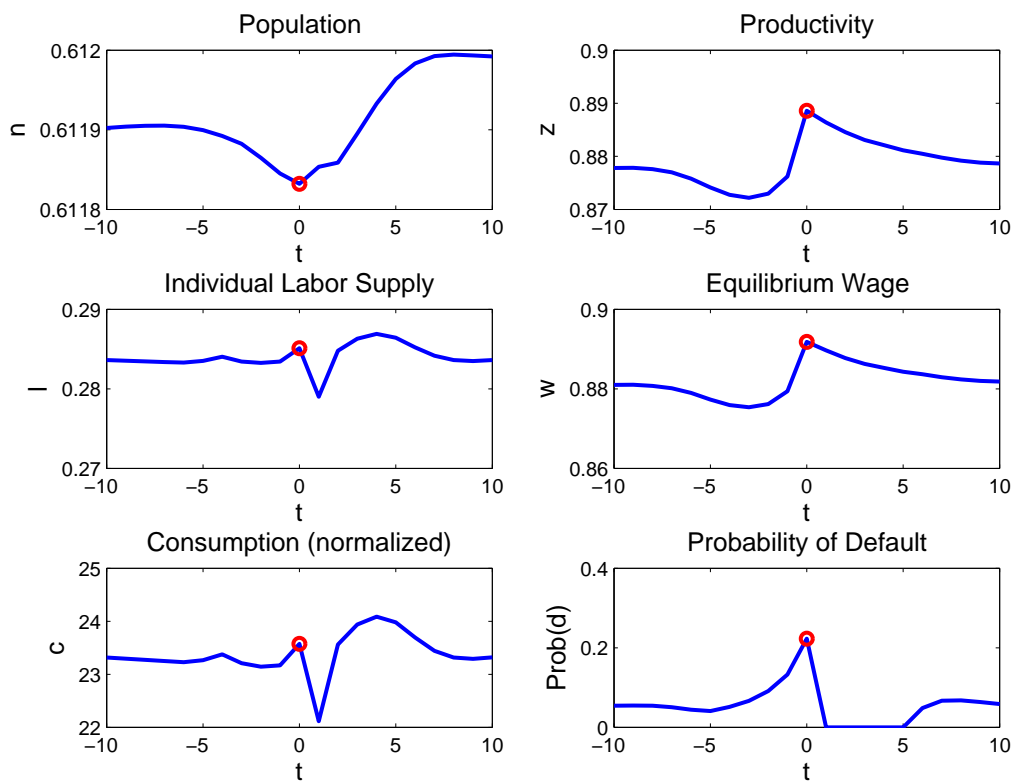 Population
0.612
0.6119
0.6118
n
−10
−5
0
5
10
t
Productivity
0.9
0.89
0.88
0.87
z
−10
−5
0
5
10
t
Individual Labor Supply
0.29
0.28
0.27
l
−10
−5
0
5
10
t
Equilibrium Wage
0.9
0.88
0.86
w
−10
−5
0
5
10
t
Consumption (normalized)
25
24
23
22
c
−10
−5
0
5
10
t
Probability of Default
0.4
0.2
0
Prob(d)
−10
−5
0
5
10
t